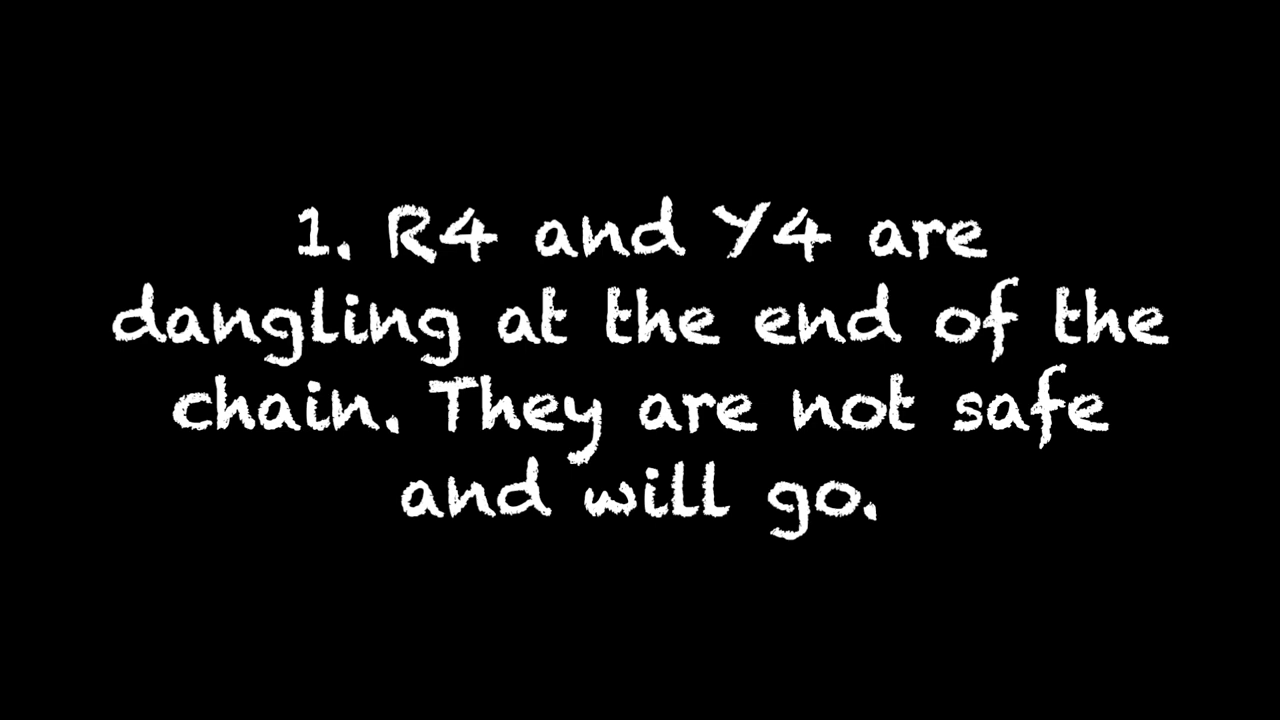 1. R4 and Y4 are
dangling at the end of the
chain. They are not safe
and will go.